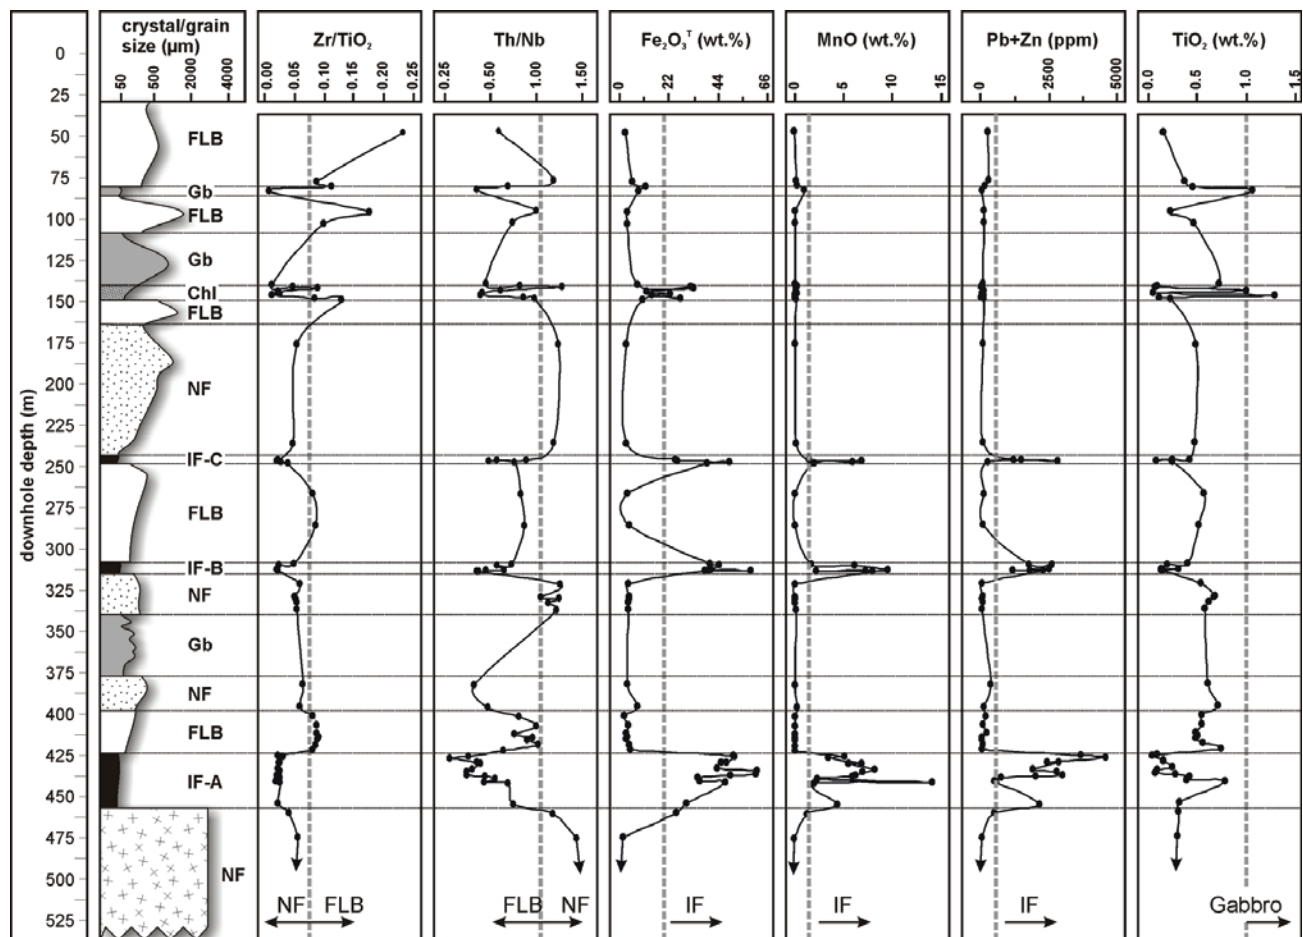 crystal/grain
size (μm)
50
5000
2000
4000
Zr/TiO2
0.00
0.05
0.10
0.15
0.20
0.25
Th/Nb
0.25
0.50
1.00
1.50
Fe2O3T (wt.%)
0
22
44
66
MnO (wt.%)
0
5
10
15
Pb+Zn (ppm)
0
2500
5000
TiO2 (wt.%)
0.0
0.5
1.0
1.5
downhole depth (m)
0
25
50
75
100
125
150
175
200
225
250
275
300
325
350
375
400
425
450
475
500
525
FLB
Gb
FLB
Gb
Chl
FLB
NF
IF-C
FLB
IF-B
NF
Gb
NF
FLB
IF-A
NF
NF FLB
FLB NF
IF
IF
IF
Gabbro